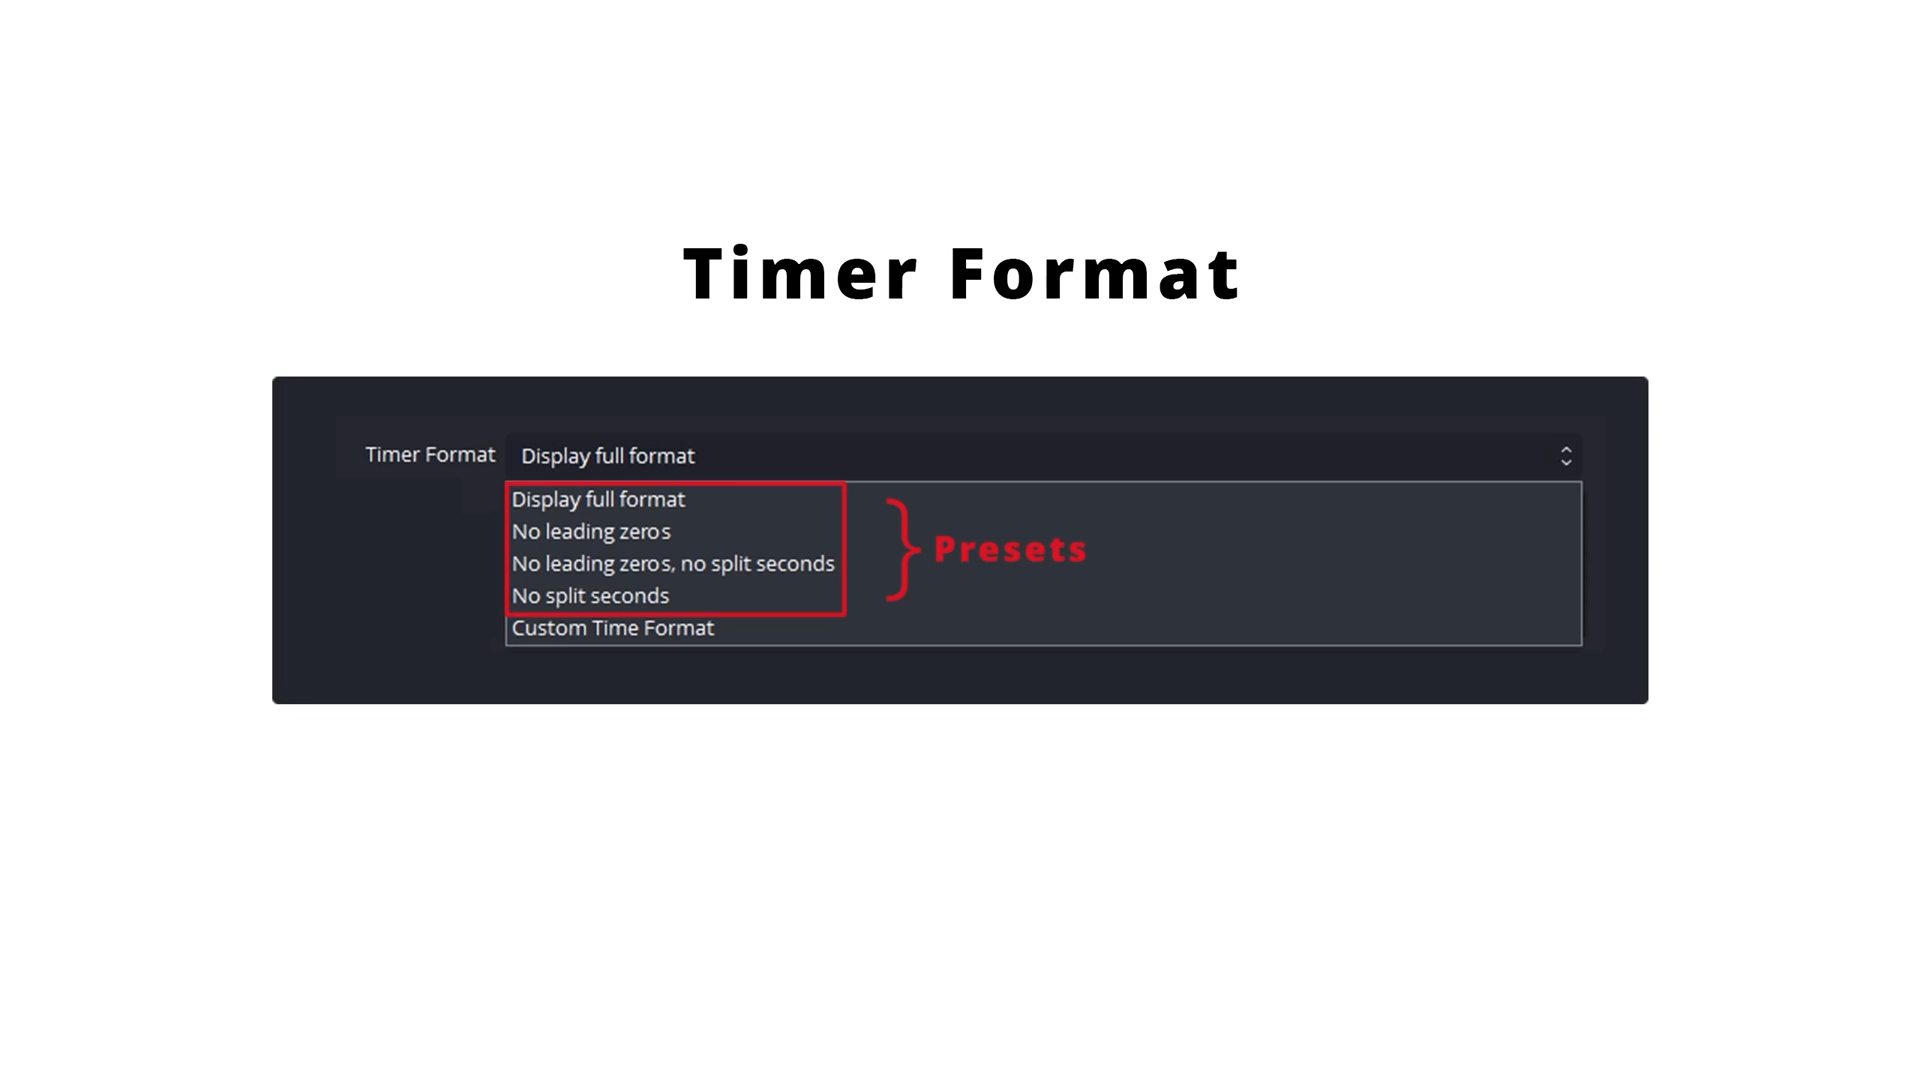 Timer Format
Timer Format Display full format
Display full format
No leading zeros
No leading zeros, no split seconds
No split seconds
Custom Time Format
Presets